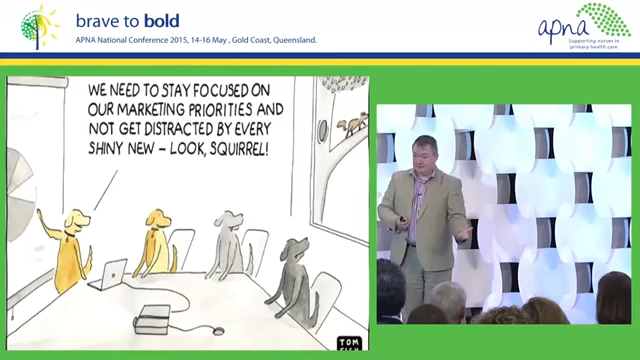 brave to bold
APNA National Conference 2015, 14-16 May , Gold Coast, Queensland.
apna
Supporting nurses in
primary health care
WE NEED TO STAY FOCUSED ON
OUR MARKETING PRIORITIES AND
NOT GET DISTRACTED BY EVERY
SHINY NEW – LOOK, SQUIRREL!
TOM